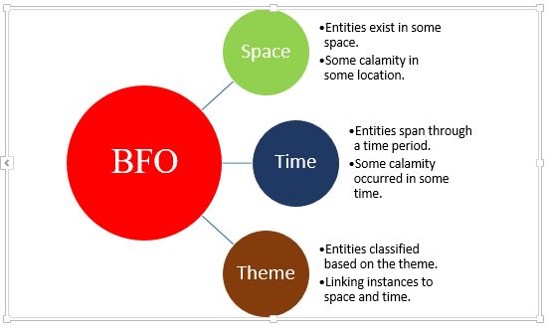 BFO
Space
•Entities exist in some
space.
•Some calamity in
some location.
Time
•Entities span through
a time period.
•Some calamity
occurred in some
time.
Theme
•Entities classified
based on the theme.
•Linking instances to
space and time.